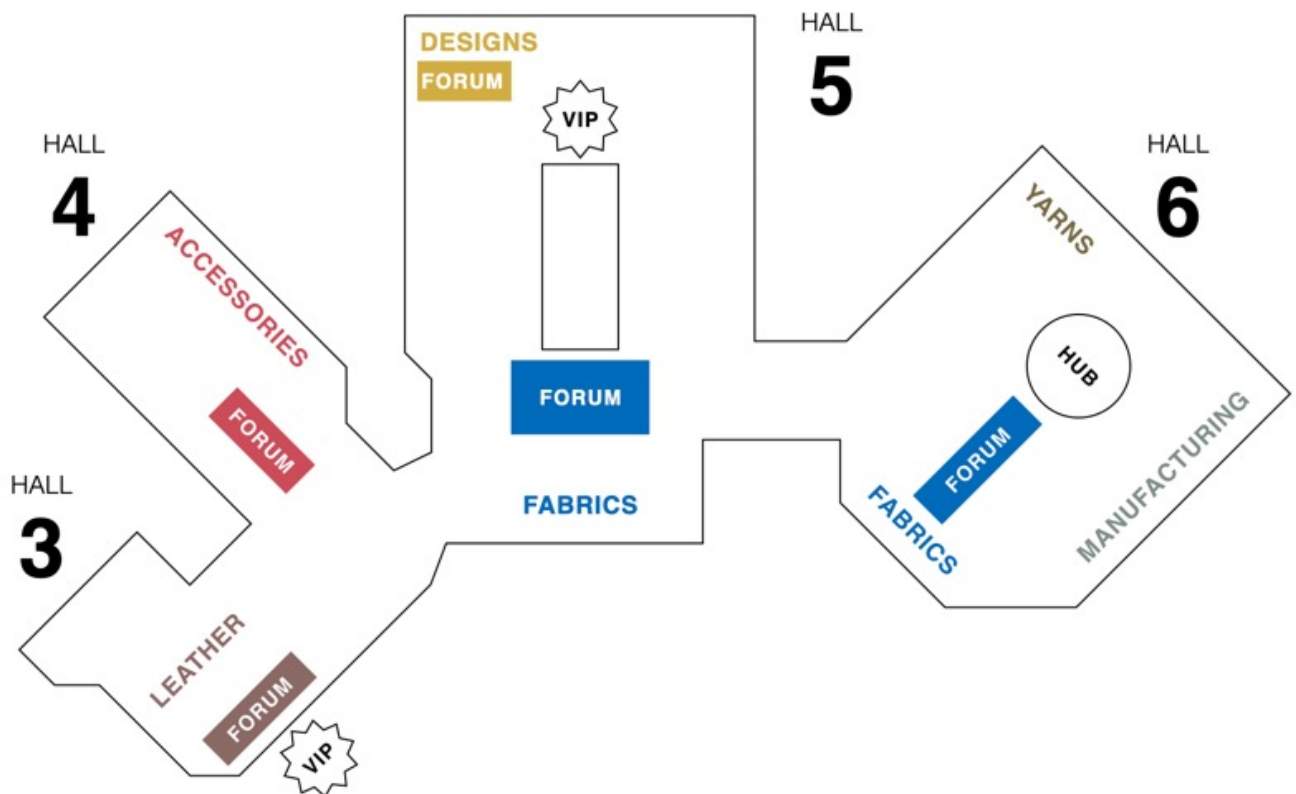 HALL
5
DESIGNS
FORUM
VIP
FORUM
FABRICS
HALL
4
ACCESSORIES
FORUM
HALL
6
YARNS
HUB
FORUM
FABRICS
MANUFACTURING
HALL
3
LEATHER
FORUM
VIP